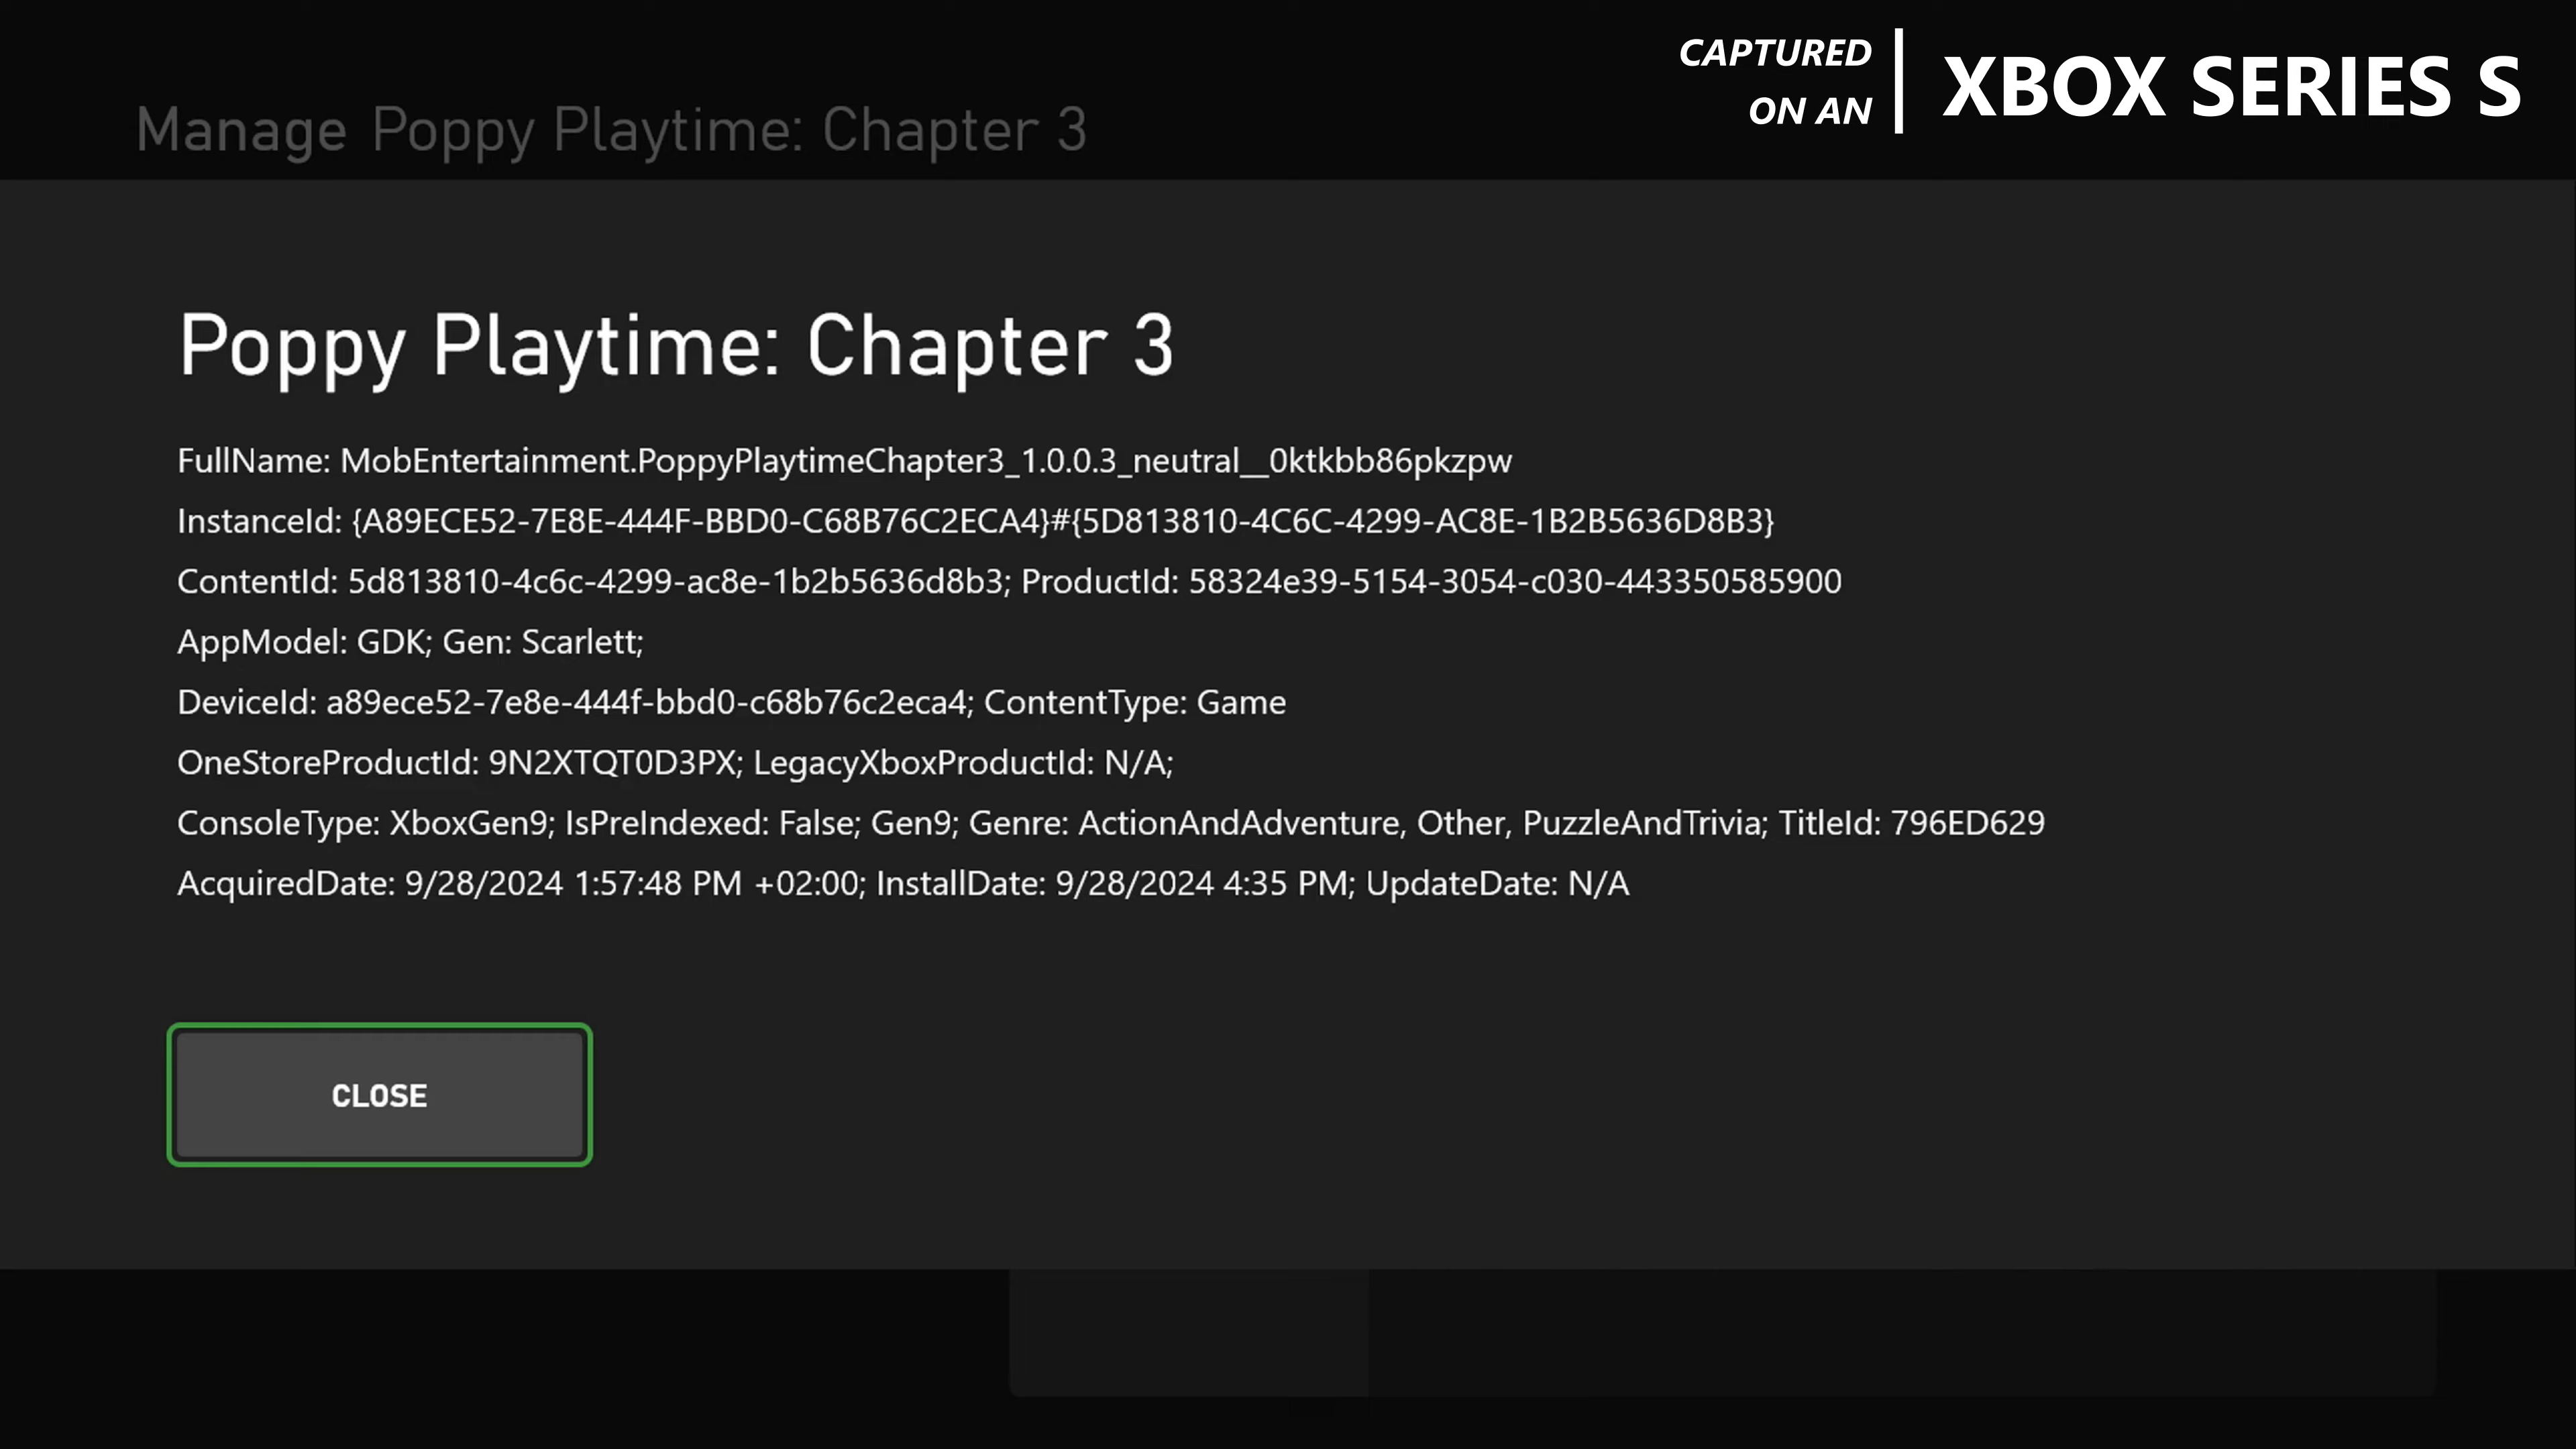 CAPTURED
ON AN
XBOX SERIES S
Manage Poppy Playtime: Chapter 3
Poppy Playtime: Chapter 3
FullName: MobEntertainment.PoppyPlaytimeChapter3_1.0.0.3_neutral__0ktkbb86pkzpw
InstanceId: {A89ECE52-7E8E-444F-BBD0-C68B76C2ECA4}#{5D813810-4C6C-4299-AC8E-1B2B5636D8B3}
ContentId: 5d813810-4c6c-4299-ac8e-1b2b5636d8b3; ProductId: 58324e39-5154-3054-c030-443350585900
AppModel: GDK; Gen: Scarlett;
DeviceId: a89ece52-7e8e-444f-bbd0-c68b76c2eca4; ContentType: Game
OneStoreProductId: 9N2XTQT0D3PX; LegacyXboxProductId: N/A;
ConsoleType: XboxGen9; IsPreIndexed: False; Gen9; Genre: ActionAndAdventure, Other, PuzzleAndTrivia; TitleId: 796ED629
AcquiredDate: 9/28/2024 1:57:48 PM +02:00; InstallDate: 9/28/2024 4:35 PM; UpdateDate: N/A
CLOSE